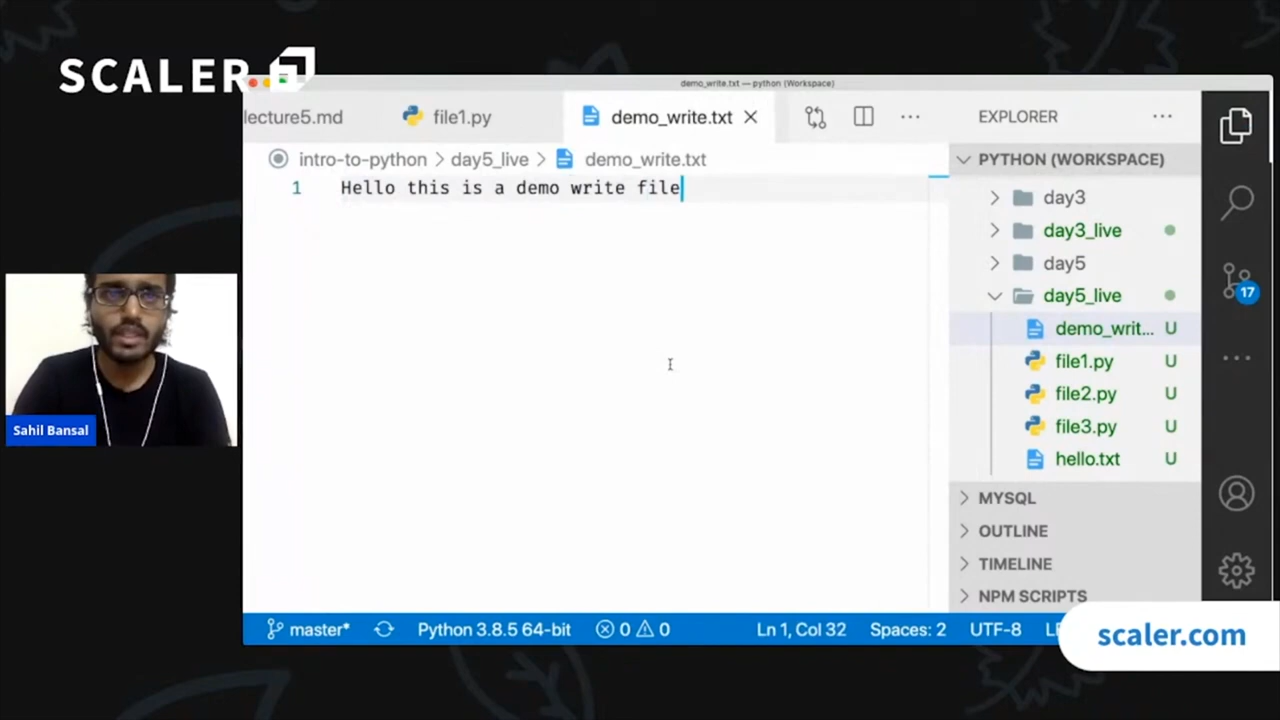 SCALER
demo_write.txt — python (Workspace)
lecture5.md
file1.py
demo_write.txt
EXPLORER
intro-to-python
day5_live
demo_write.txt
PYTHON (WORKSPACE)
1
Hello this is a demo write file
day3
day3_live
day5
day5_live
demo_writ...
U
file1.py
U
file2.py
U
file3.py
U
hello.txt
U
17
Sahil Bansal
MYSQL
OUTLINE
TIMELINE
NPM SCRIPTS
master*
Python 3.8.5 64-bit
0
0
Ln 1, Col 32
Spaces: 2
UTF-8
scaler.com